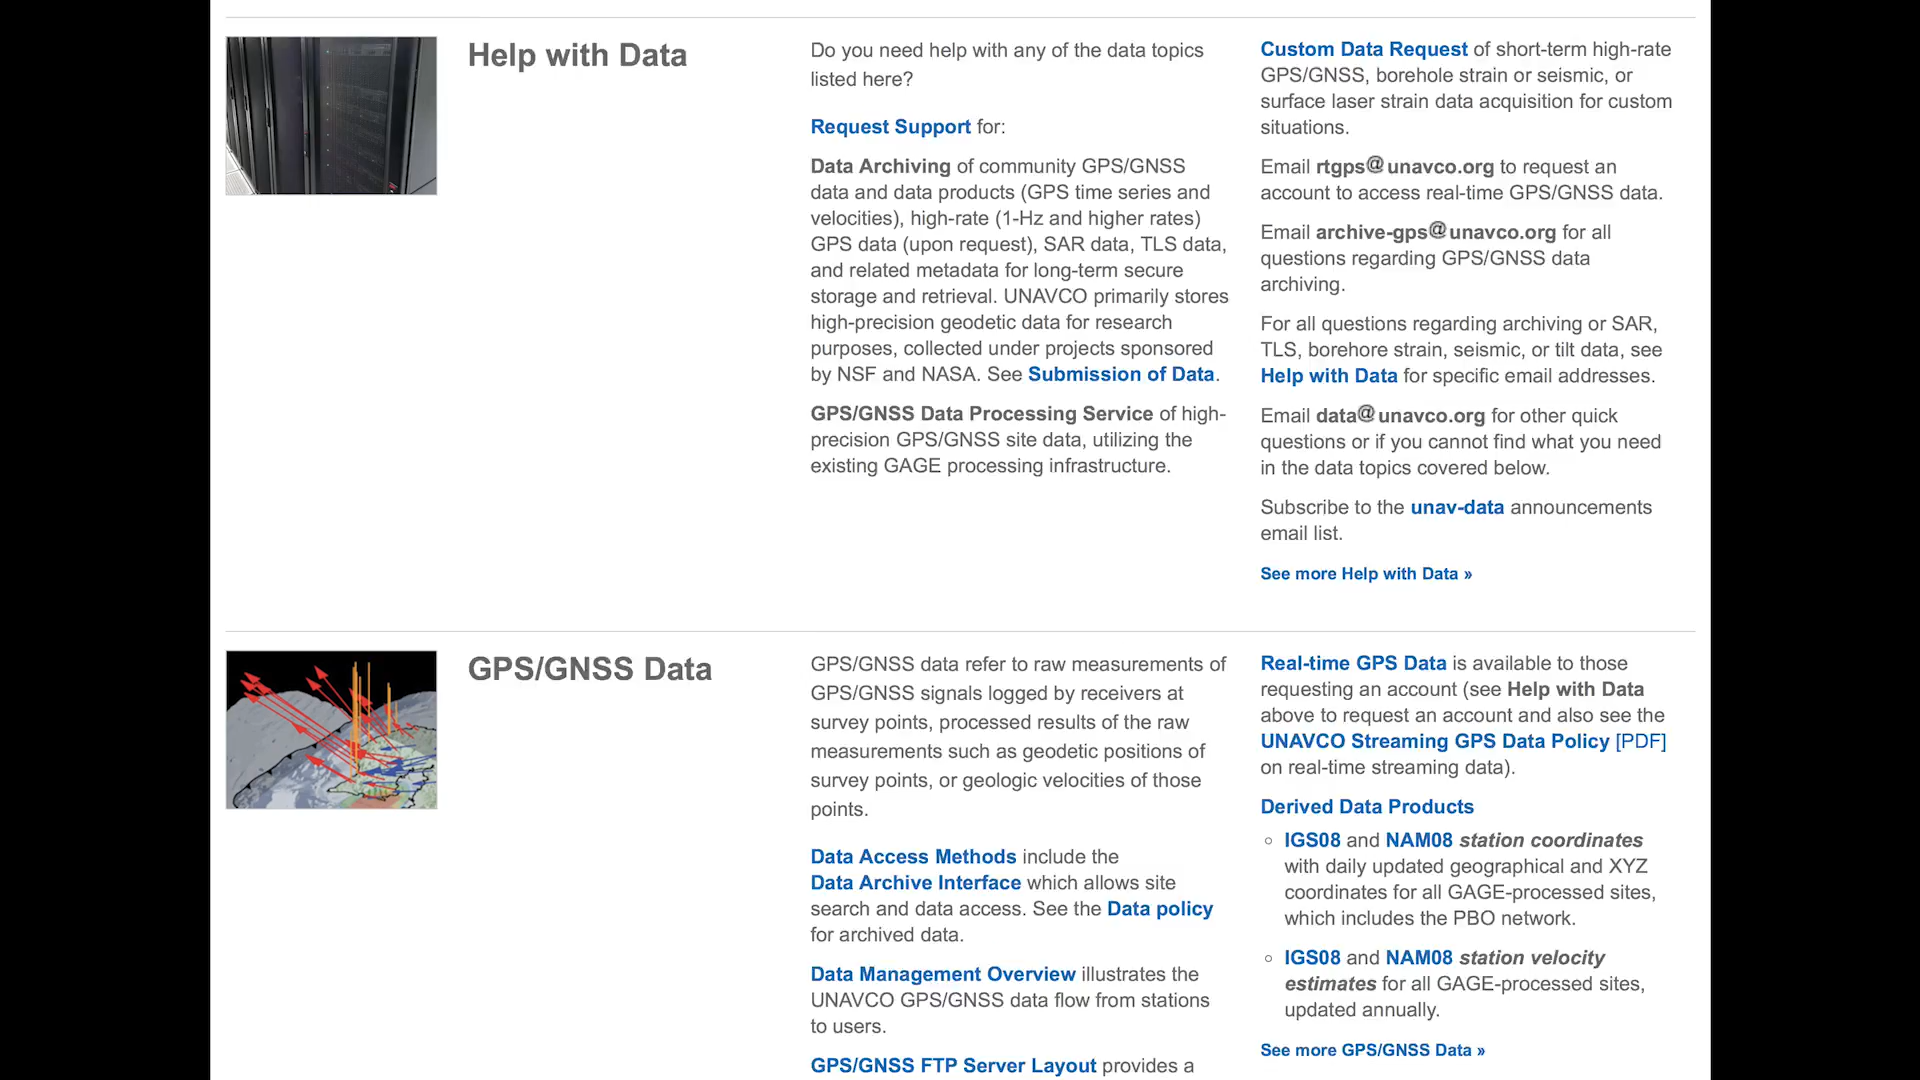 Help with Data
Do you need help with any of the data topics
listed here?
Request Support for:
Data Archiving of community GPS/GNSS
data and data products (GPS time series and
velocities), high-rate (1-Hz and higher rates)
GPS data (upon request), SAR data, TLS data,
and related metadata for long-term secure
storage and retrieval. UNAVCO primarily stores
high-precision geodetic data for research
purposes, collected under projects sponsored
by NSF and NASA. See Submission of Data.
GPS/GNSS Data Processing Service of high-
precision GPS/GNSS site data, utilizing the
existing GAGE processing infrastructure.
Custom Data Request of short-term high-rate
GPS/GNSS, borehole strain or seismic, or
surface laser strain data acquisition for custom
situations.
Email rtgps@unavco.org to request an
account to access real-time GPS/GNSS data.
Email archive-gps@unavco.org for all
questions regarding GPS/GNSS data
archiving.
For all questions regarding archiving or SAR,
TLS, borehore strain, seismic, or tilt data, see
Help with Data for specific email addresses.
Email data@unavco.org for other quick
questions or if you cannot find what you need
in the data topics covered below.
Subscribe to the unav-data announcements
email list.
See more Help with Data »
GPS/GNSS Data
GPS/GNSS data refer to raw measurements of
GPS/GNSS signals logged by receivers at
survey points, processed results of the raw
measurements such as geodetic positions of
survey points, or geologic velocities of those
points.
Data Access Methods include the
Data Archive Interface which allows site
search and data access. See the Data policy
for archived data.
Data Management Overview illustrates the
UNAVCO GPS/GNSS data flow from stations
to users.
GPS/GNSS FTP Server Layout provides a
Real-time GPS Data is available to those
requesting an account (see Help with Data
above to request an account and also see the
UNAVCO Streaming GPS Data Policy [PDF]
on real-time streaming data).
Derived Data Products
◦ IGS08 and NAM08 station coordinates
with daily updated geographical and XYZ
coordinates for all GAGE-processed sites,
which includes the PBO network.
◦ IGS08 and NAM08 station velocity
estimates for all GAGE-processed sites,
updated annually.
See more GPS/GNSS Data »